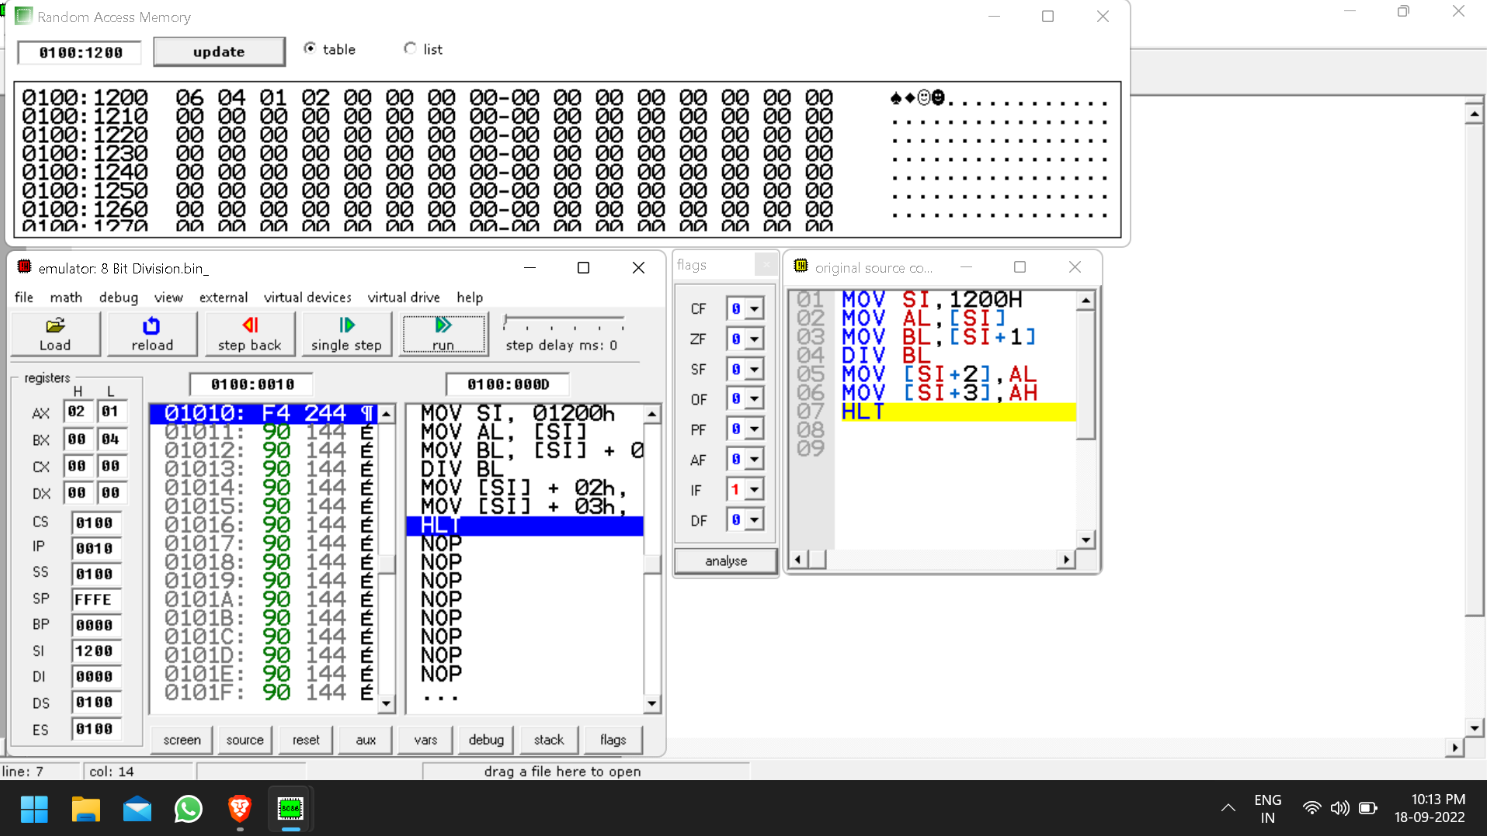 Random Access Memory
0100:1200 update table list
0100:1200 06 04 01 02 00 00 00 00-00 00 00 00 00 00 00 00 ♠♦☺☻............
0100:1210 00 00 00 00 00 00 00 00-00 00 00 00 00 00 00 00 ................
0100:1220 00 00 00 00 00 00 00 00-00 00 00 00 00 00 00 00 ................
0100:1230 00 00 00 00 00 00 00 00-00 00 00 00 00 00 00 00 ................
0100:1240 00 00 00 00 00 00 00 00-00 00 00 00 00 00 00 00 ................
0100:1250 00 00 00 00 00 00 00 00-00 00 00 00 00 00 00 00 ................
0100:1260 00 00 00 00 00 00 00 00-00 00 00 00 00 00 00 00 ................
0100:1270 00 00 00 00 00 00 00 00-00 00 00 00 00 00 00 00
emulator: 8 Bit Division.bin_
file math debug view external virtual devices virtual drive help
Load reload step back single step run step delay ms: 0
registers
H L
AX 02 01
BX 00 04
CX 00 00
DX 00 00
CS 0100
IP 0010
SS 0100
SP FFFE
BP 0000
SI 1200
DI 0000
DS 0100
ES 0100
0100:0010
01010: F4 244 ¶
01011: 90 144 É
01012: 90 144 É
01013: 90 144 É
01014: 90 144 É
01015: 90 144 É
01016: 90 144 É
01017: 90 144 É
01018: 90 144 É
01019: 90 144 É
0101A: 90 144 É
0101B: 90 144 É
0101C: 90 144 É
0101D: 90 144 É
0101E: 90 144 É
0101F: 90 144 É
0100:000D
MOV SI, 01200h
MOV AL, [SI]
MOV BL, [SI] + 0
DIV BL
MOV [SI] + 02h,
MOV [SI] + 03h,
HLT
NOP
NOP
NOP
NOP
NOP
NOP
NOP
NOP
...
screen source reset aux vars debug stack flags
flags
CF 0
ZF 0
SF 0
OF 0
PF 0
AF 0
IF 1
DF 0
analyse
original source co...
01 MOV SI,1200H
02 MOV AL,[SI]
03 MOV BL,[SI+1]
04 DIV BL
05 MOV [SI+2],AL
06 MOV [SI+3],AH
07 HLT
08
09
line: 7 col: 14 drag a file here to open
8086
ENG
IN
10:13 PM
18-09-2022